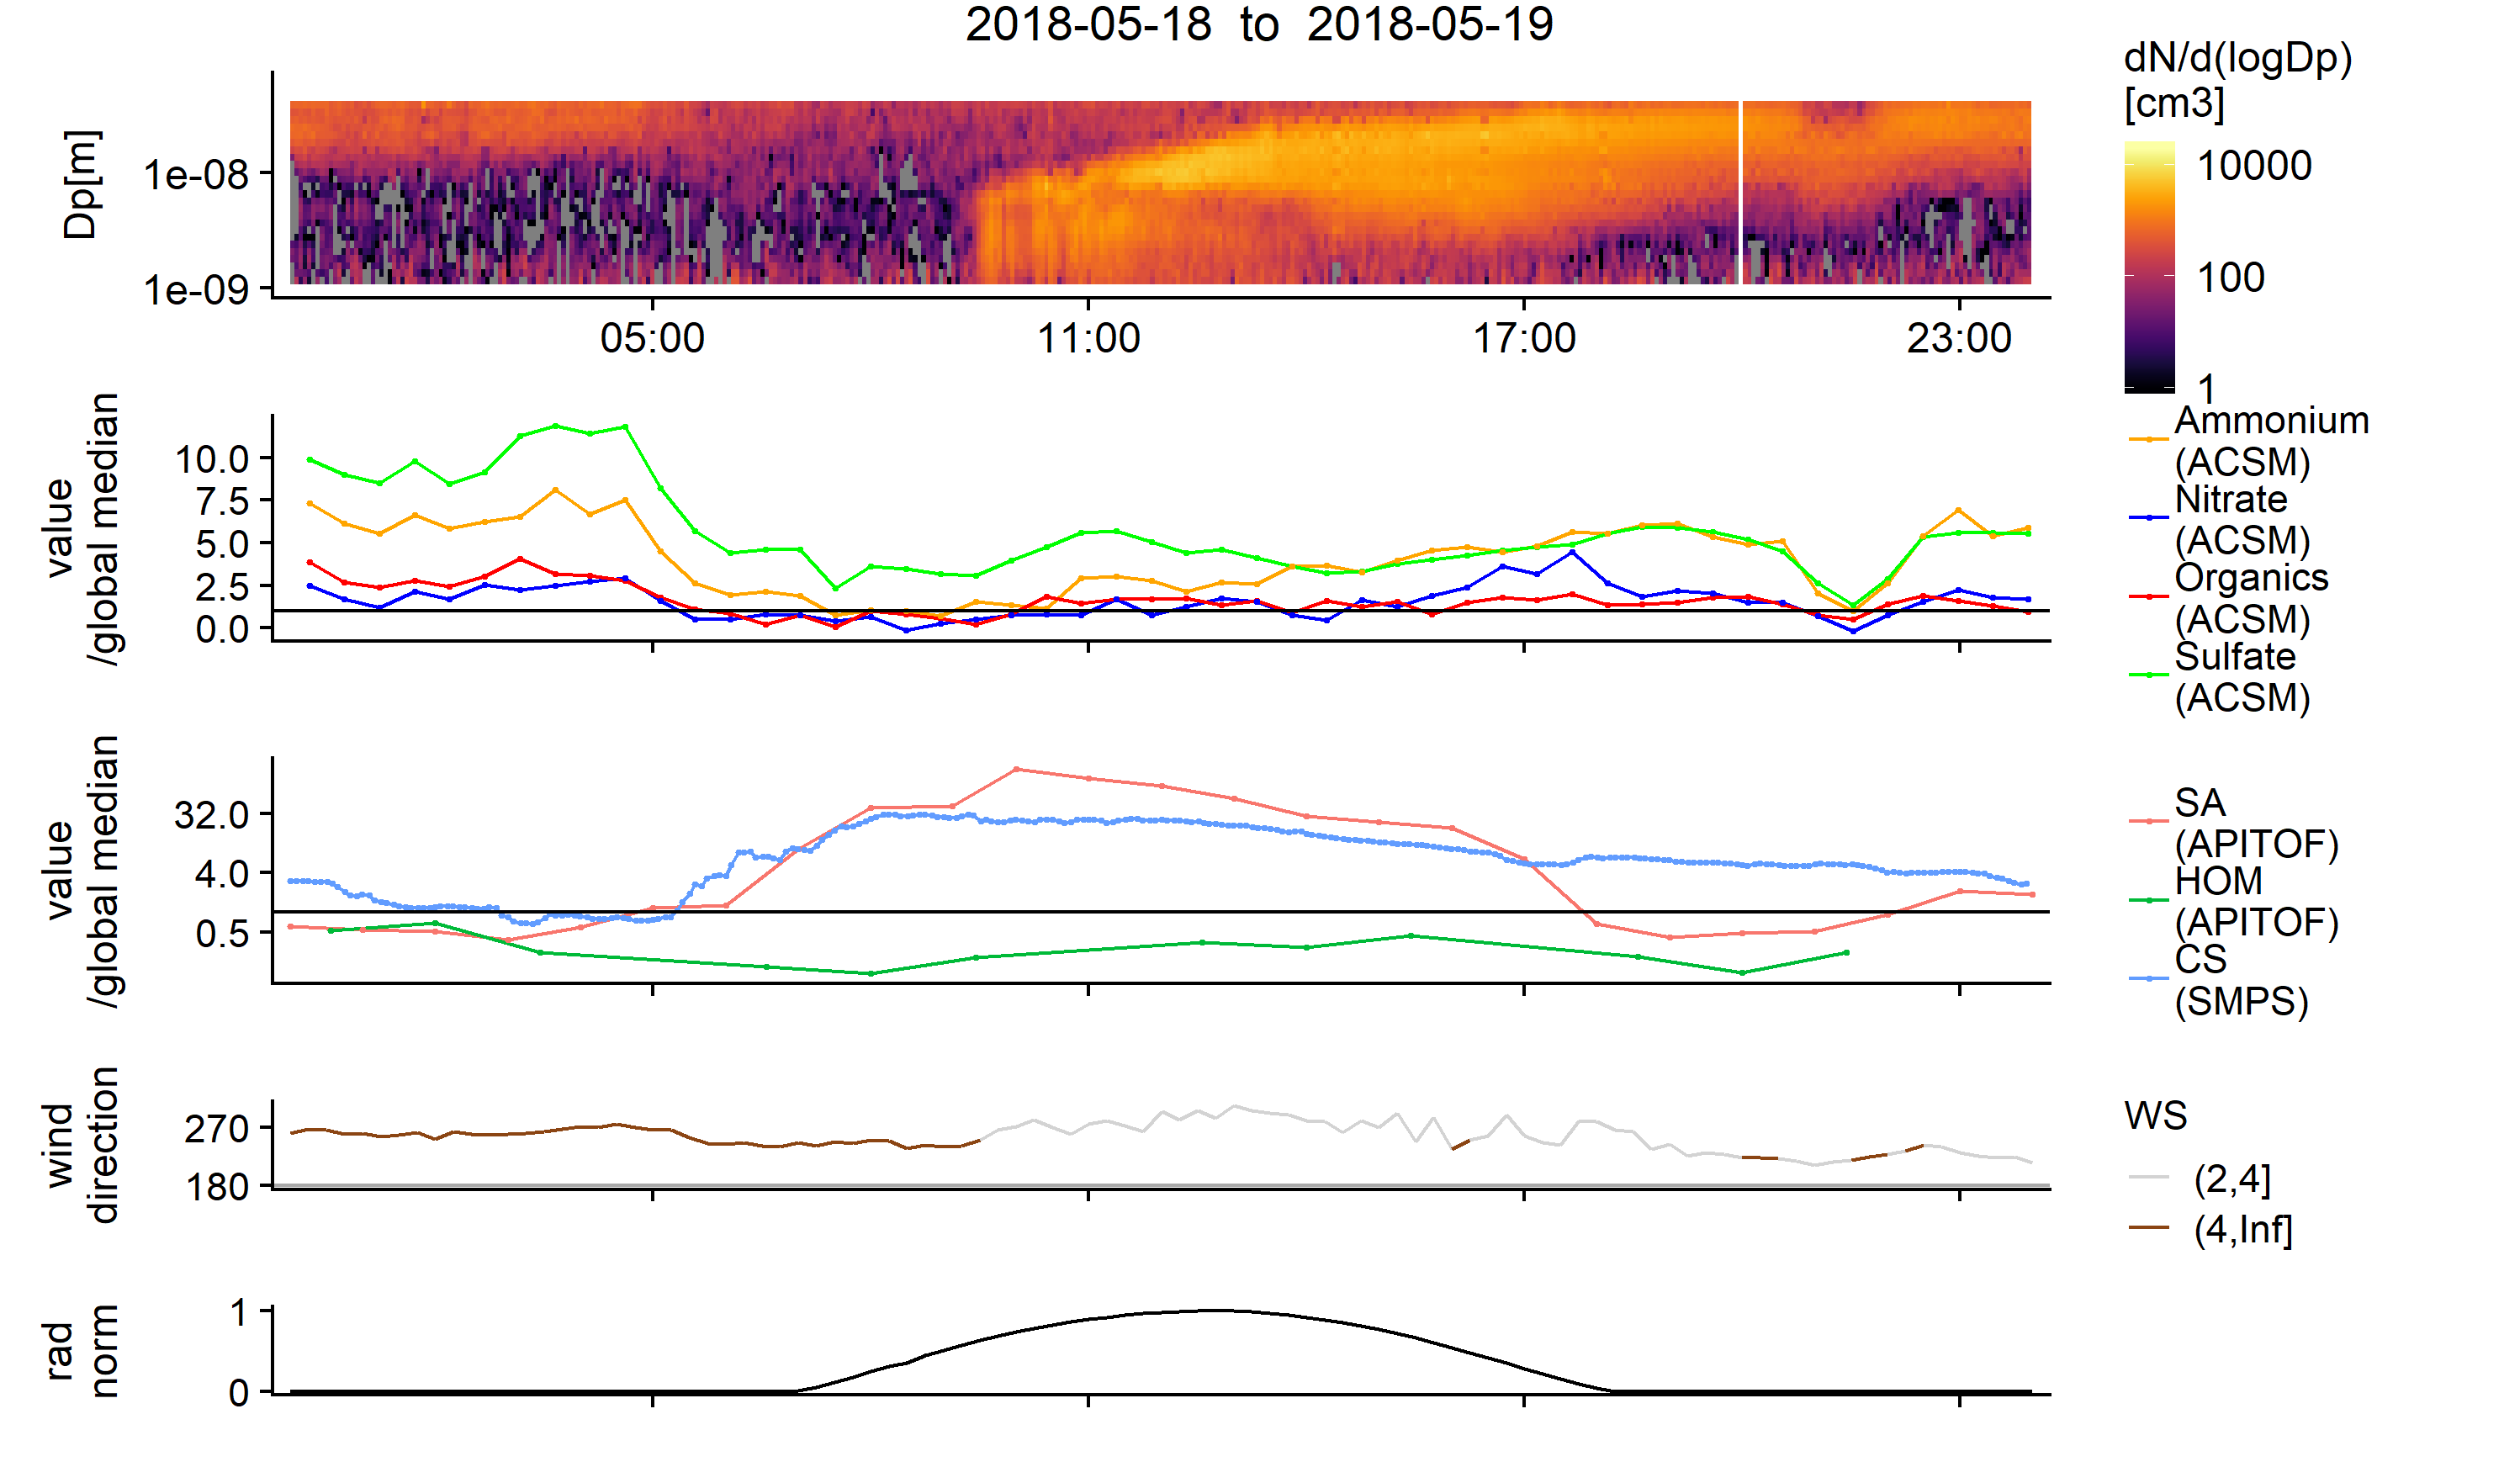 2018-05-18 to 2018-05-19
Dp[m]
1e-08
1e-09
05:00
11:00
17:00
23:00
dN/d(logDp)
[cm3]
10000
100
1
value
/global median
10.0
7.5
5.0
2.5
0.0
Ammonium
(ACSM)
Nitrate
(ACSM)
Organics
(ACSM)
Sulfate
(ACSM)
value
/global median
32.0
4.0
0.5
SA
(APITOF)
HOM
(APITOF)
CS
(SMPS)
wind
direction
270
180
WS
(2,4]
(4,Inf]
rad
norm
1
0